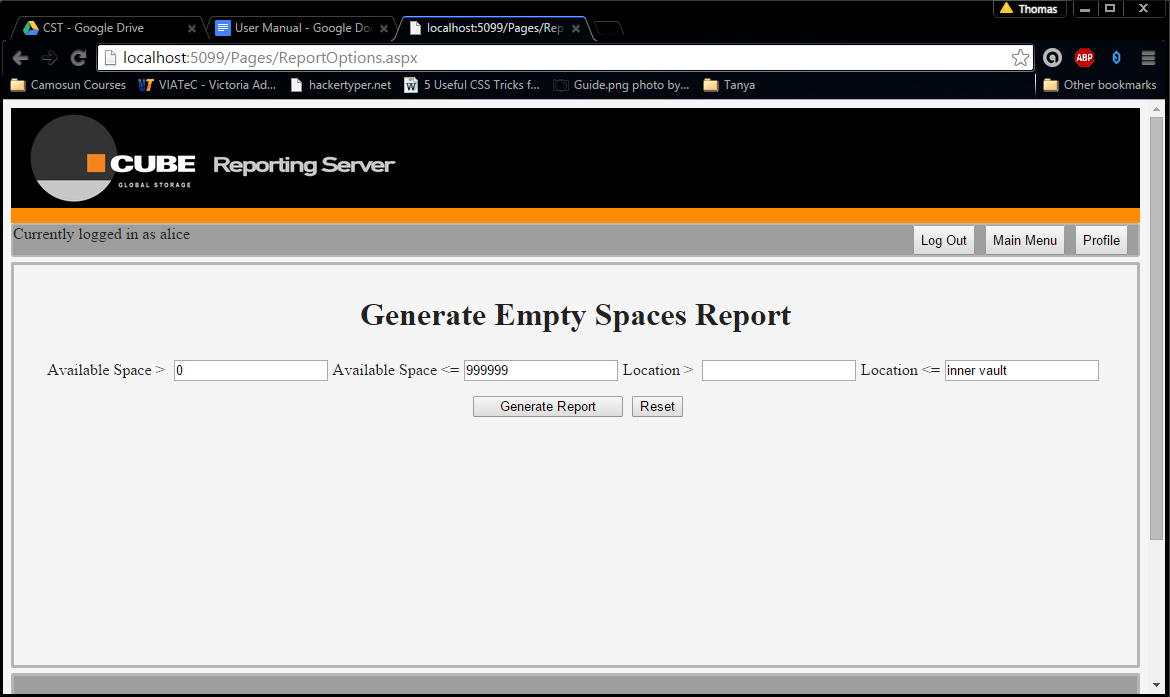 Thomas
CST - Google Drive
User Manual - Google Do
localhost:5099/Pages/Rep
localhost:5099/Pages/ReportOptions.aspx
ABP
Camosun Courses
VIATeC - Victoria Ad...
hackertyper.net
W
5 Useful CSS Tricks f...
Guide.png photo by...
Tanya
Other bookmarks
CUBE
GLOBAL STORAGE
Reporting Server
Currently logged in as alice
Log Out
Main Menu
Profile
Generate Empty Spaces Report
Available Space > 0 Available Space <= 999999 Location > Location <= inner vault
Generate Report
Reset